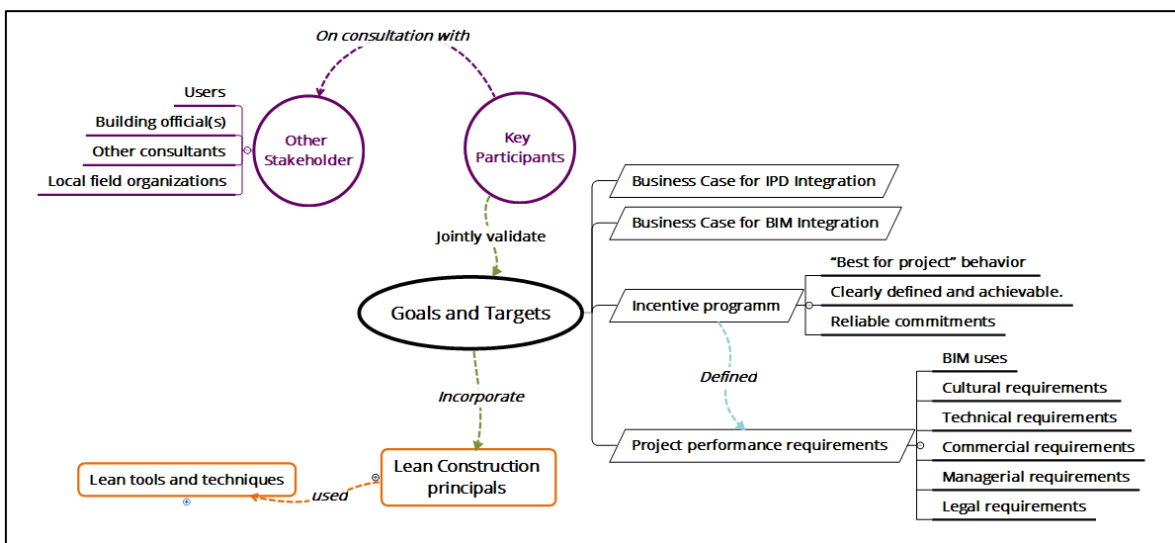 On consultation with
Users
Building official(s)
Other consultants
Local field organizations
Other
Stakeholder
Key
Participants
Jointly validate
Goals and Targets
Business Case for IPD Integration
Business Case for BIM Integration
Incentive programm
“Best for project” behavior
Clearly defined and achievable.
Reliable commitments
Defined
Project performance requirements
BIM uses
Cultural requirements
Technical requirements
Commercial requirements
Managerial requirements
Legal requirements
Incorporate
Lean Construction
principals
used
Lean tools and techniques